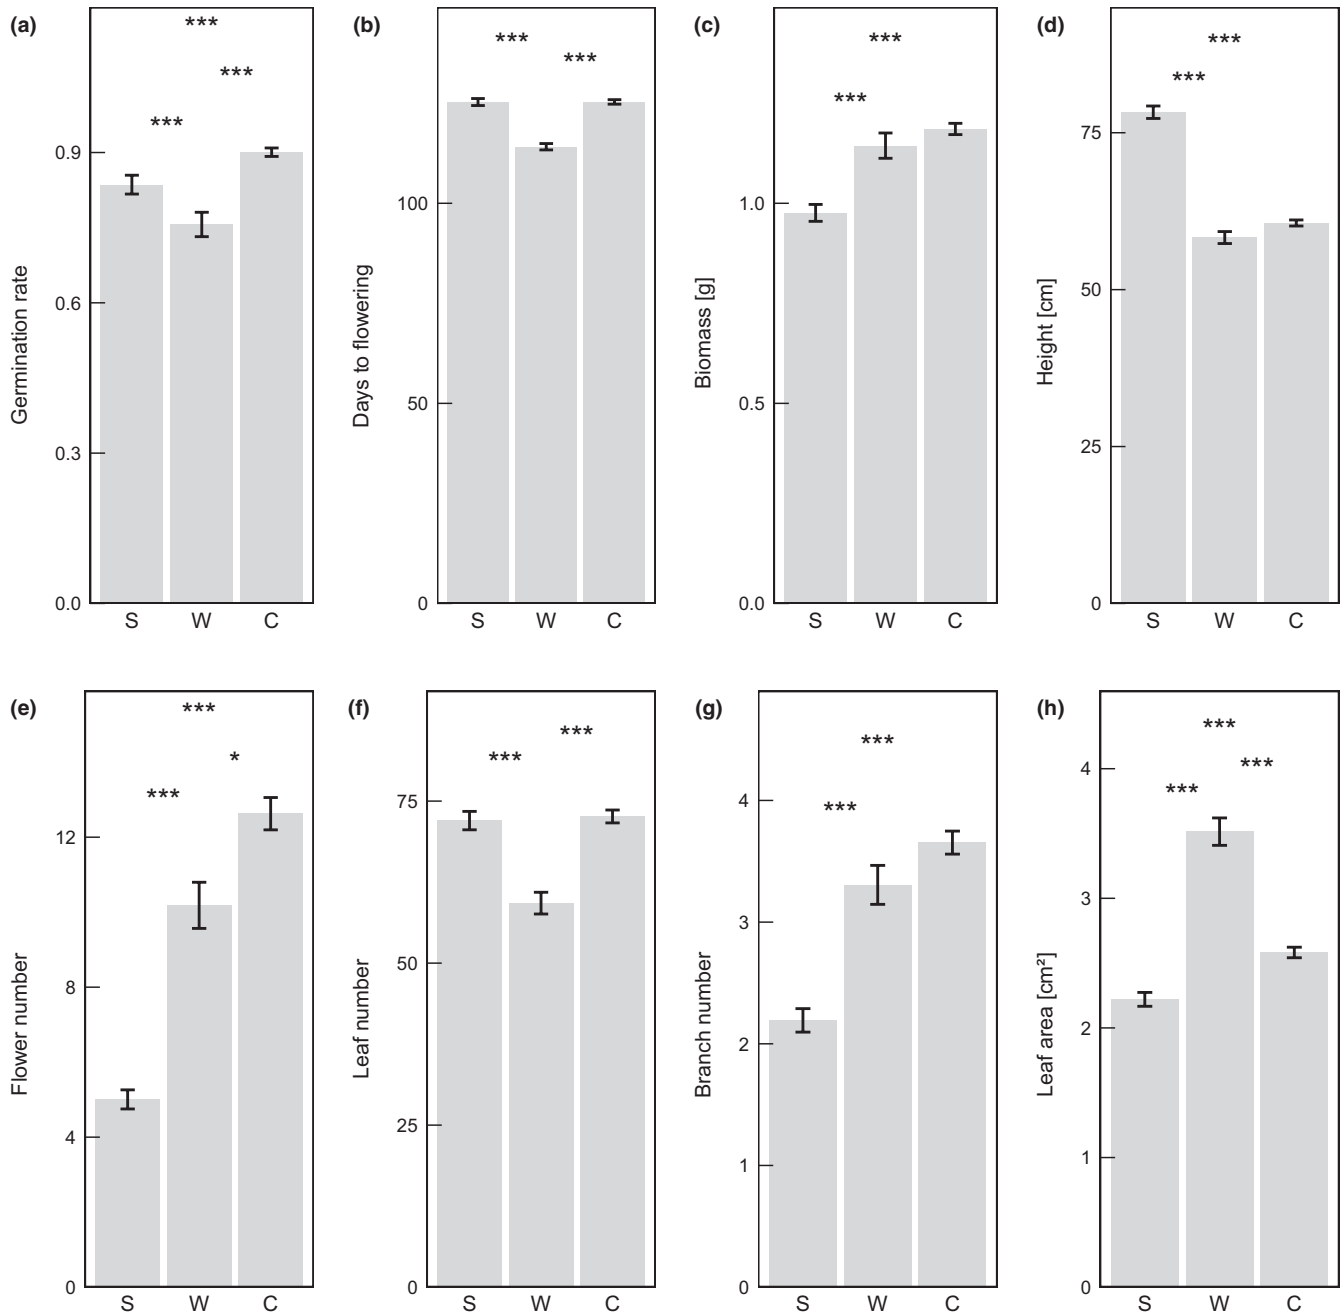 (a)
***
***
***
0.9
0.6
0.3
0.0
Germination rate
S W C
(b)
***
***
100
50
0
Days to flowering
S W C
(c)
***
***
1.0
0.5
0.0
Biomass [g]
S W C
(d)
***
***
75
50
25
0
Height [cm]
S W C
(e)
***
*
***
12
8
4
0
Flower number
S W C
(f)
***
***
75
50
25
0
Leaf number
S W C
(g)
***
***
4
3
2
1
0
Branch number
S W C
(h)
***
***
***
4
3
2
1
0
Leaf area [cm²]
S W C